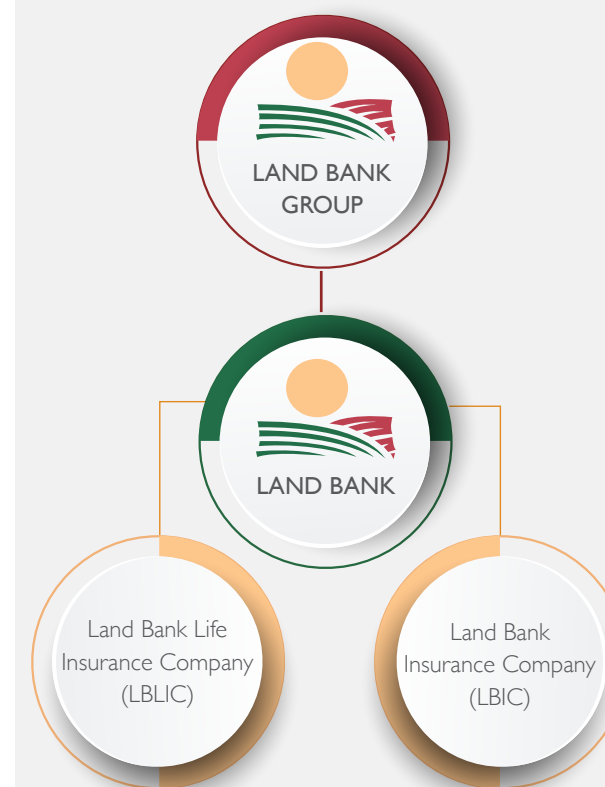 LAND BANK
GROUP
LAND BANK
Land Bank Life
Insurance Company
(LBLIC)
Land Bank
Insurance Company
(LBIC)